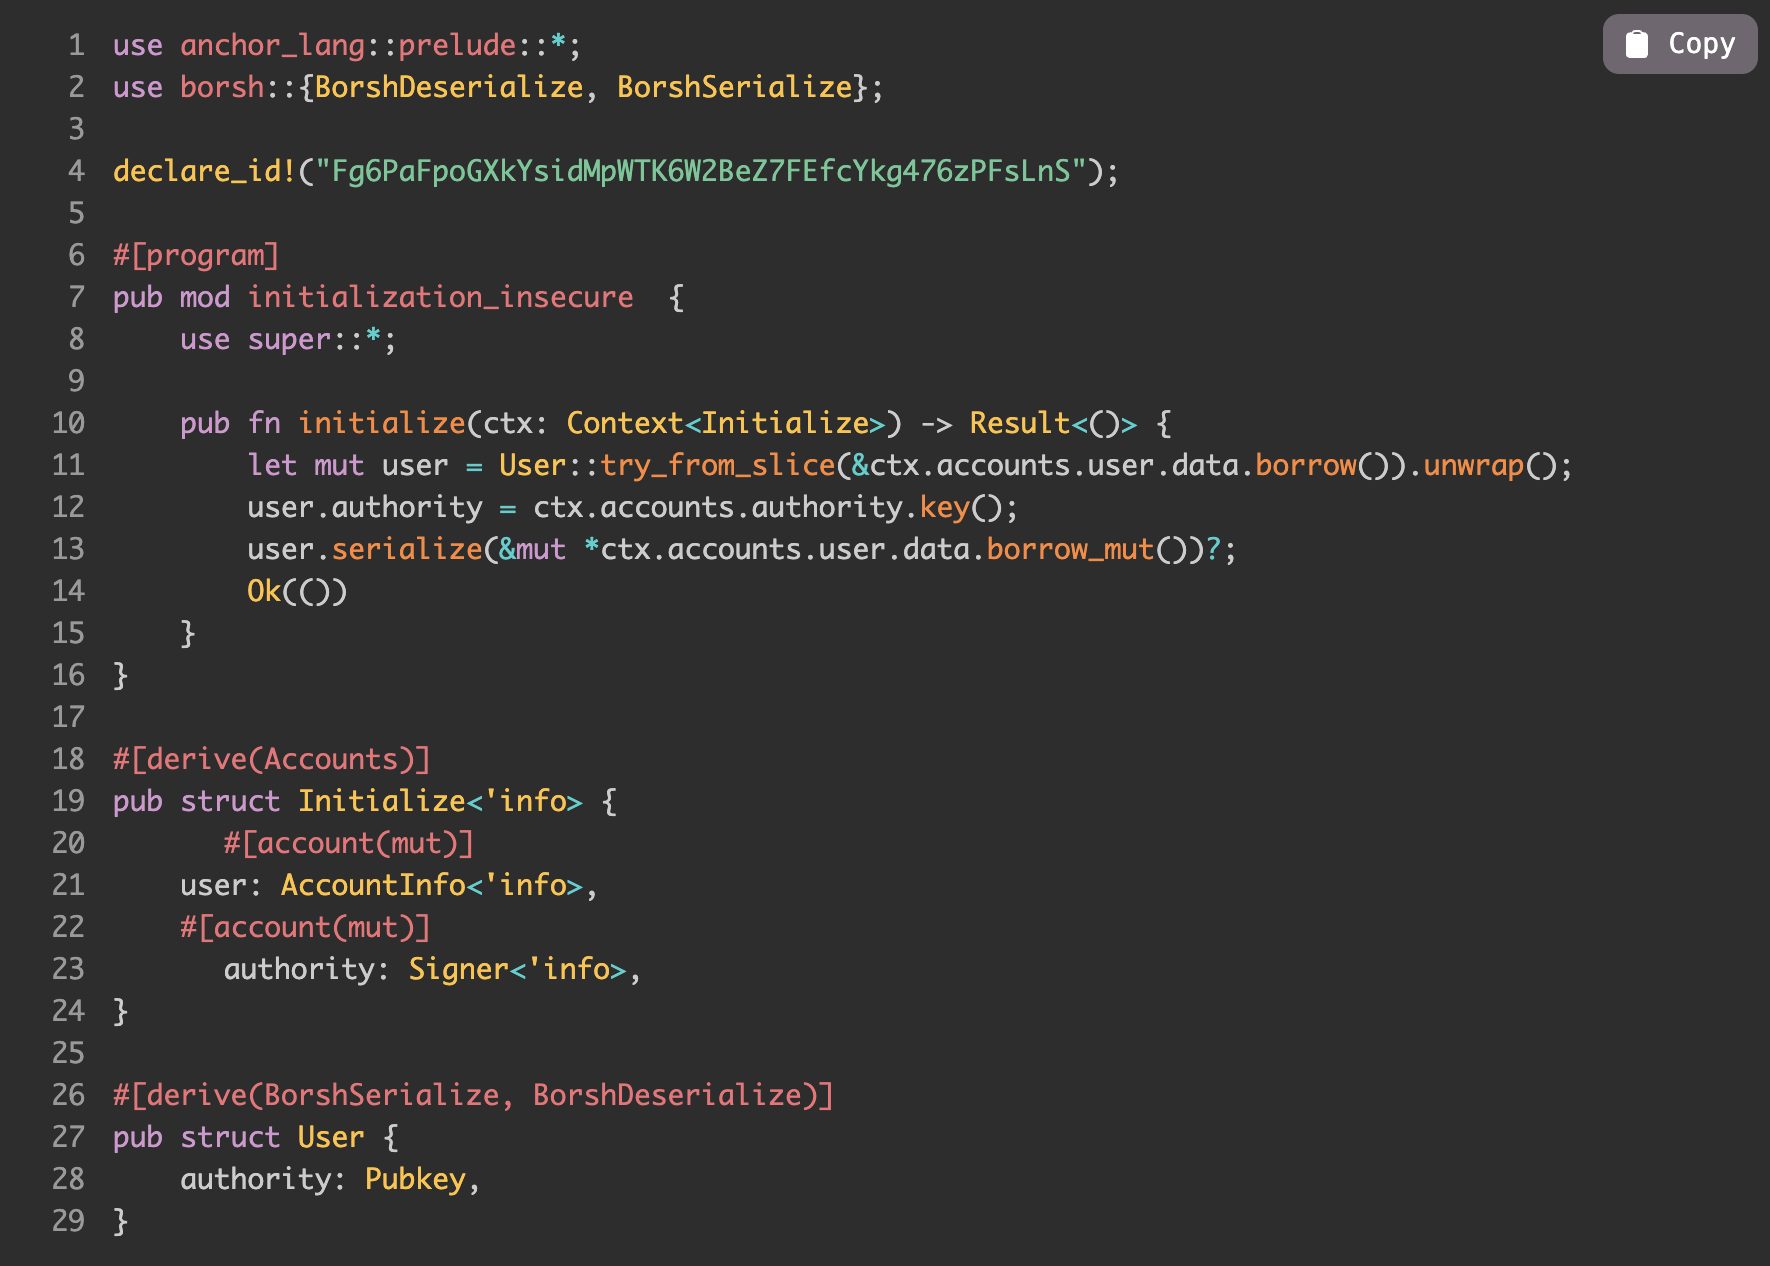 Copy
1 use anchor_lang::prelude::*;
2 use borsh::{BorshDeserialize, BorshSerialize};
3
4 declare_id!("Fg6PaFpoGXkYsidMpWTK6W2BeZ7FEfcYkg476zPFsLnS");
5
6 #[program]
7 pub mod initialization_insecure  {
8     use super::*;
9
10     pub fn initialize(ctx: Context<Initialize>) -> Result<()> {
11         let mut user = User::try_from_slice(&ctx.accounts.user.data.borrow()).unwrap();
12         user.authority = ctx.accounts.authority.key();
13         user.serialize(&mut *ctx.accounts.user.data.borrow_mut())?;
14         Ok(())
15     }
16 }
17
18 #[derive(Accounts)]
19 pub struct Initialize<'info> {
20       #[account(mut)]
21     user: AccountInfo<'info>,
22     #[account(mut)]
23       authority: Signer<'info>,
24 }
25
26 #[derive(BorshSerialize, BorshDeserialize)]
27 pub struct User {
28     authority: Pubkey,
29 }